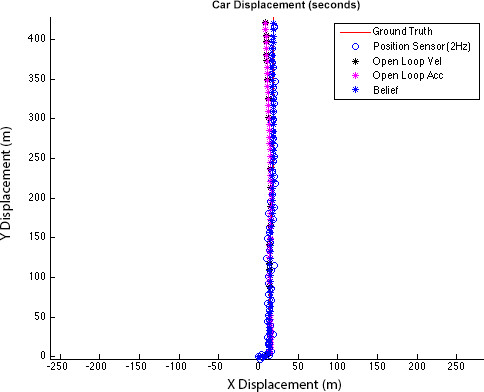 Car Displacement (seconds)
Ground Truth
Position Sensor (2Hz)
Open Loop Vel
Open Loop Acc
Belief
Y Displacement (m)
400
350
300
250
200
150
100
50
0
-250 -200 -150 -100 -50 0 50 100 150 200 250
X Displacement (m)